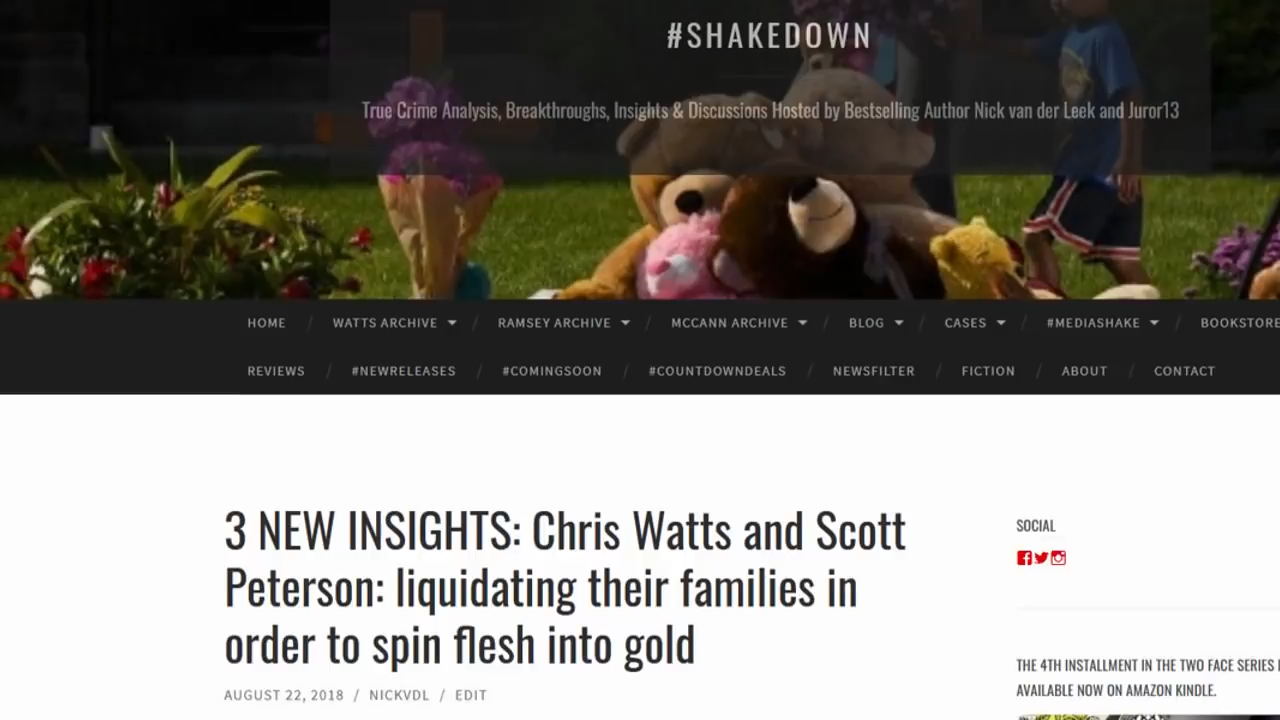 #SHAKEDOWN
True Crime Analysis, Breakthroughs, Insights & Discussions Hosted by Bestselling Author Nick van der Leek and Juror13
HOME / WATTS ARCHIVE / RAMSEY ARCHIVE / MCCANN ARCHIVE / BLOG / CASES / #MEDIASHAKE / BOOKSTORE
REVIEWS / #NEWRELEASES / #COMINGSOON / #COUNTDOWNDEALS / NEWSFILTER / FICTION / ABOUT / CONTACT
3 NEW INSIGHTS: Chris Watts and Scott
Peterson: liquidating their families in
order to spin flesh into gold
AUGUST 22, 2018 / NICKVDL / EDIT
SOCIAL
THE 4TH INSTALLMENT IN THE TWO FACE SERIES
AVAILABLE NOW ON AMAZON KINDLE.